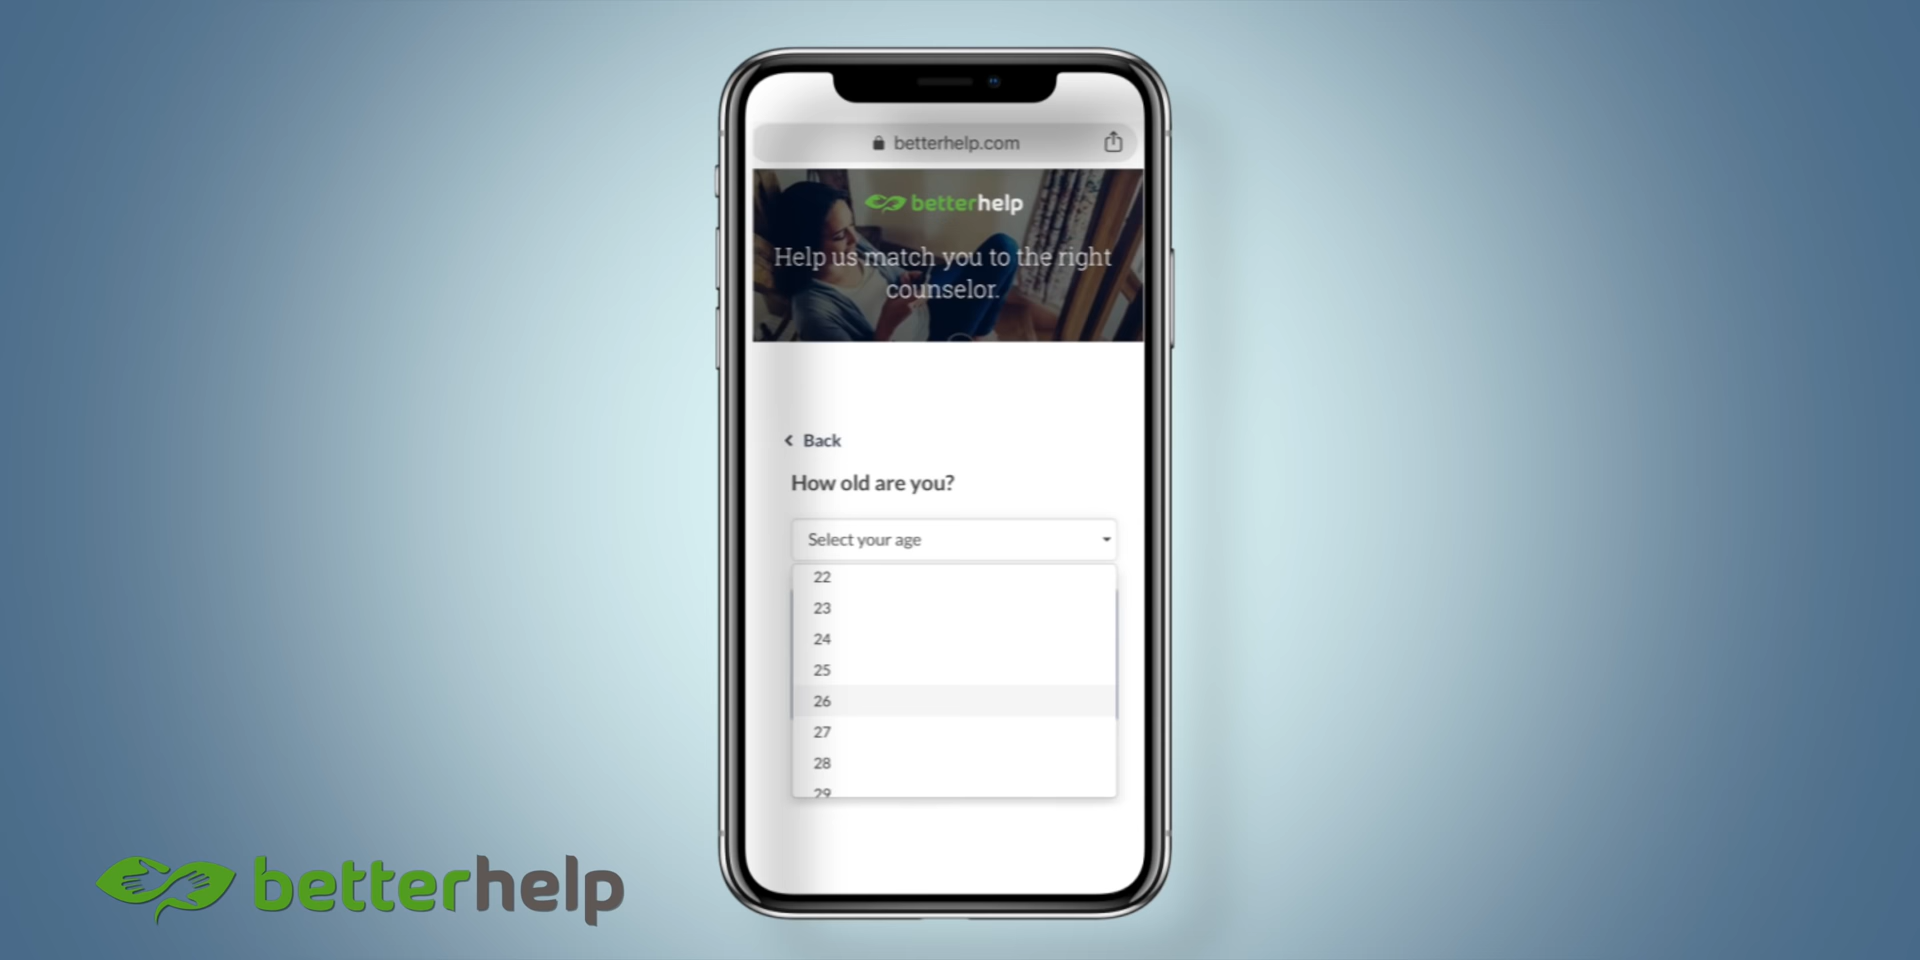 betterhelp.com
betterhelp
Help us match you to the right
counselor.
Back
How old are you?
Select your age
22
23
24
25
26
27
28
29
betterhelp